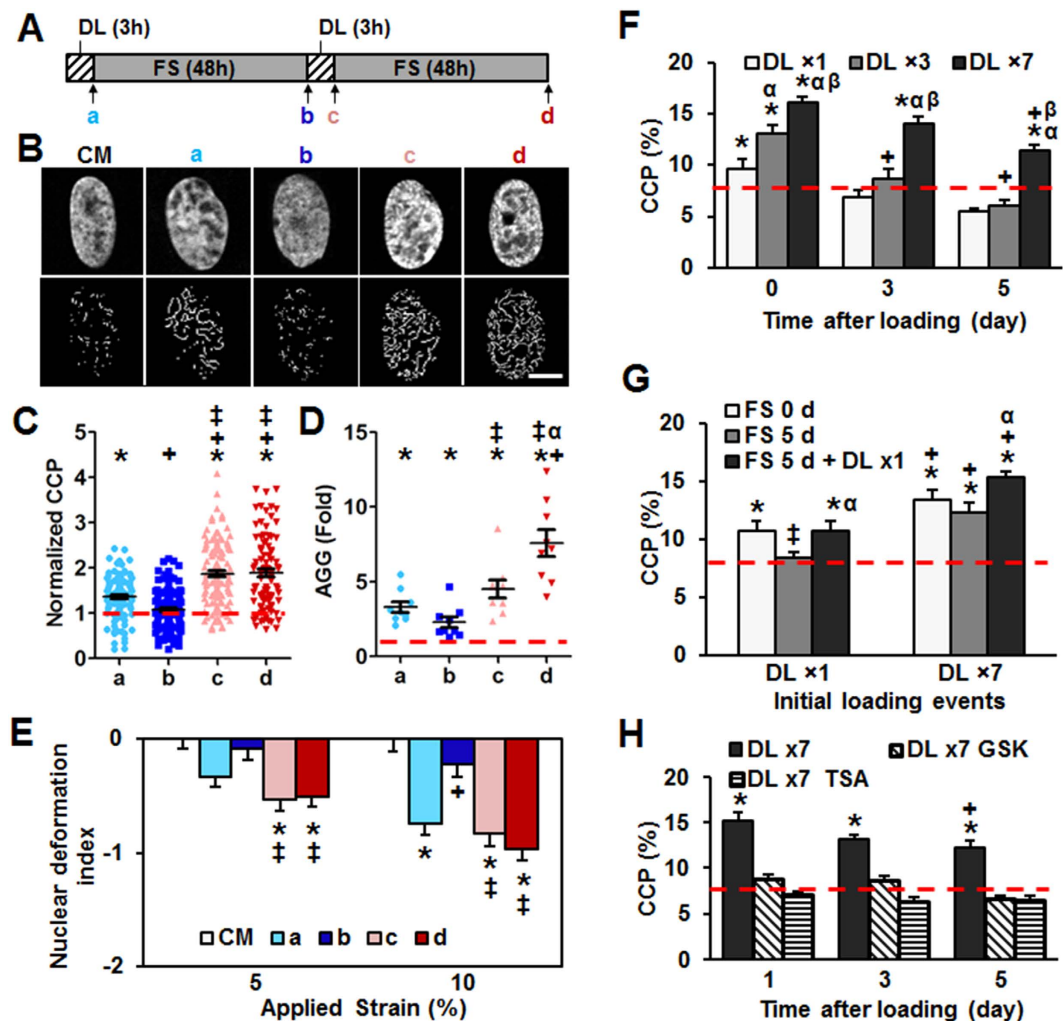 A
DL (3h)
DL (3h)
FS (48h)
FS (48h)
a
b
c
d
B
CM
a
b
c
d
C
Normalized CCP
5
4
3
2
1
0
*
+
‡
+
*
‡
+
*
a
b
c
d
D
AGG (Fold)
15
10
5
0
*
*
‡
*
‡α
*+
a
b
c
d
E
Nuclear deformation
index
0
-1
-2
*
‡
*
‡
*
+
*
‡
*
‡
CM
a
b
c
d
5
10
Applied Strain (%)
F
DL ×1
DL ×3
DL ×7
CCP (%)
20
15
10
5
0
*
α
*
*αβ
+
*αβ
+
+β
*α
0
3
5
Time after loading (day)
G
FS 0 d
FS 5 d
FS 5 d + DL x1
CCP (%)
20
15
10
5
0
*
‡
*α
+
*
+
*
α
+
*
DL ×1
DL ×7
Initial loading events
H
DL x7
DL x7 GSK
DL x7 TSA
CCP (%)
20
15
10
5
0
*
*
+
*
1
3
5
Time after loading (day)